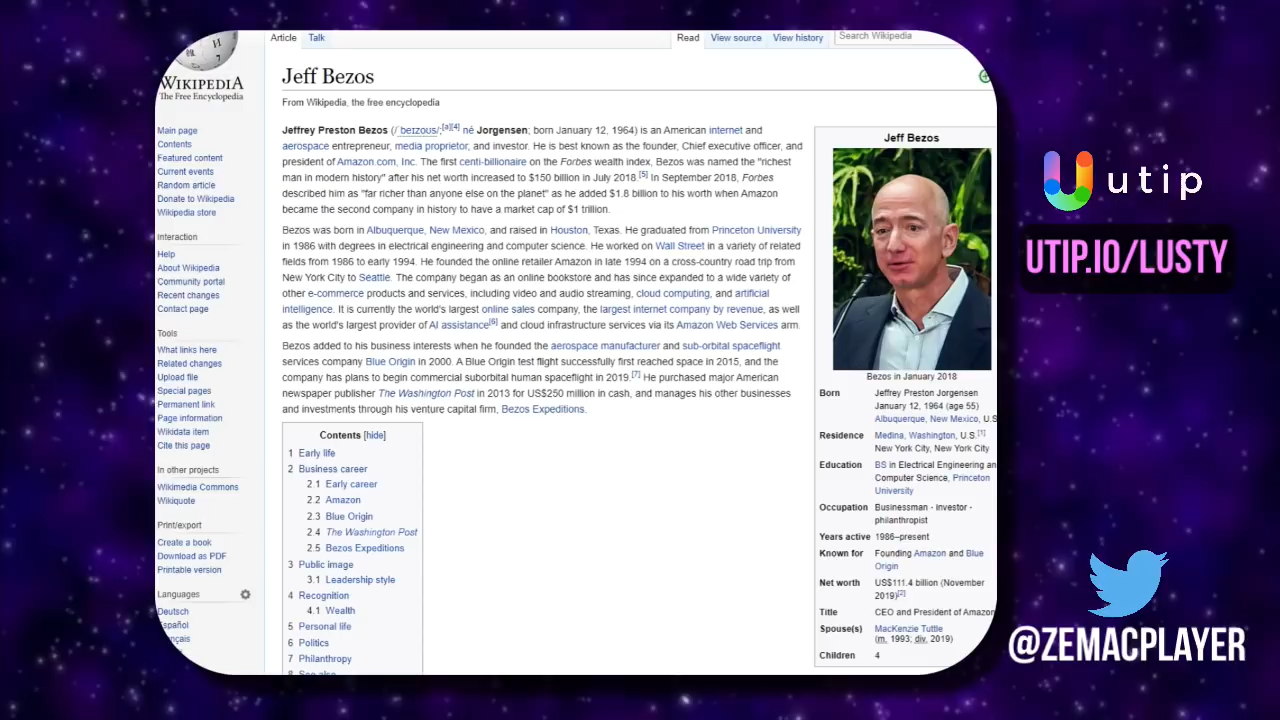 Article Talk
Read View source View history Search Wikipedia
WIKIPEDIA
The Free Encyclopedia
Main page
Contents
Featured content
Current events
Random article
Donate to Wikipedia
Wikipedia store
Interaction
Help
About Wikipedia
Community portal
Recent changes
Contact page
Tools
What links here
Related changes
Upload file
Special pages
Permanent link
Page information
Wikidata item
Cite this page
In other projects
Wikimedia Commons
Wikiquote
Print/export
Create a book
Download as PDF
Printable version
Languages
Deutsch
Español
Français
Jeff Bezos
From Wikipedia, the free encyclopedia
Jeffrey Preston Bezos (/ˈbeɪzoʊs/;[a][4] né Jorgensen; born January 12, 1964) is an American internet and
aerospace entrepreneur, media proprietor, and investor. He is best known as the founder, Chief executive officer, and
president of Amazon.com, Inc. The first centi-billionaire on the Forbes wealth index, Bezos was named the "richest
man in modern history" after his net worth increased to $150 billion in July 2018.[5] In September 2018, Forbes
described him as "far richer than anyone else on the planet" as he added $1.8 billion to his worth when Amazon
became the second company in history to have a market cap of $1 trillion.
Bezos was born in Albuquerque, New Mexico, and raised in Houston, Texas. He graduated from Princeton University
in 1986 with degrees in electrical engineering and computer science. He worked on Wall Street in a variety of related
fields from 1986 to early 1994. He founded the online retailer Amazon in late 1994 on a cross-country road trip from
New York City to Seattle. The company began as an online bookstore and has since expanded to a wide variety of
other e-commerce products and services, including video and audio streaming, cloud computing, and artificial
intelligence. It is currently the world's largest online sales company, the largest internet company by revenue, as well
as the world's largest provider of AI assistance[6] and cloud infrastructure services via its Amazon Web Services arm.
Bezos added to his business interests when he founded the aerospace manufacturer and sub-orbital spaceflight
services company Blue Origin in 2000. A Blue Origin test flight successfully first reached space in 2015, and the
company has plans to begin commercial suborbital human spaceflight in 2019.[7] He purchased major American
newspaper publisher The Washington Post in 2013 for US$250 million in cash, and manages his other businesses
and investments through his venture capital firm, Bezos Expeditions.
Contents [hide]
1 Early life
2 Business career
2.1 Early career
2.2 Amazon
2.3 Blue Origin
2.4 The Washington Post
2.5 Bezos Expeditions
3 Public image
3.1 Leadership style
4 Recognition
4.1 Wealth
5 Personal life
6 Politics
7 Philanthropy
8 See also
Jeff Bezos
Bezos in January 2018
Born Jeffrey Preston Jorgensen
January 12, 1964 (age 55)
Albuquerque, New Mexico, U.S
Residence Medina, Washington, U.S.[1]
New York City, New York City
Education BS in Electrical Engineering an
Computer Science, Princeton
University
Occupation Businessman · investor ·
philanthropist
Years active 1986–present
Known for Founding Amazon and Blue
Origin
Net worth US$111.4 billion (November
2019)[2]
Title CEO and President of Amazon
Spouse(s) MacKenzie Tuttle
(m. 1993; div. 2019)
Children 4
utip
UTIP.IO/LUSTY
@ZEMACPLAYER